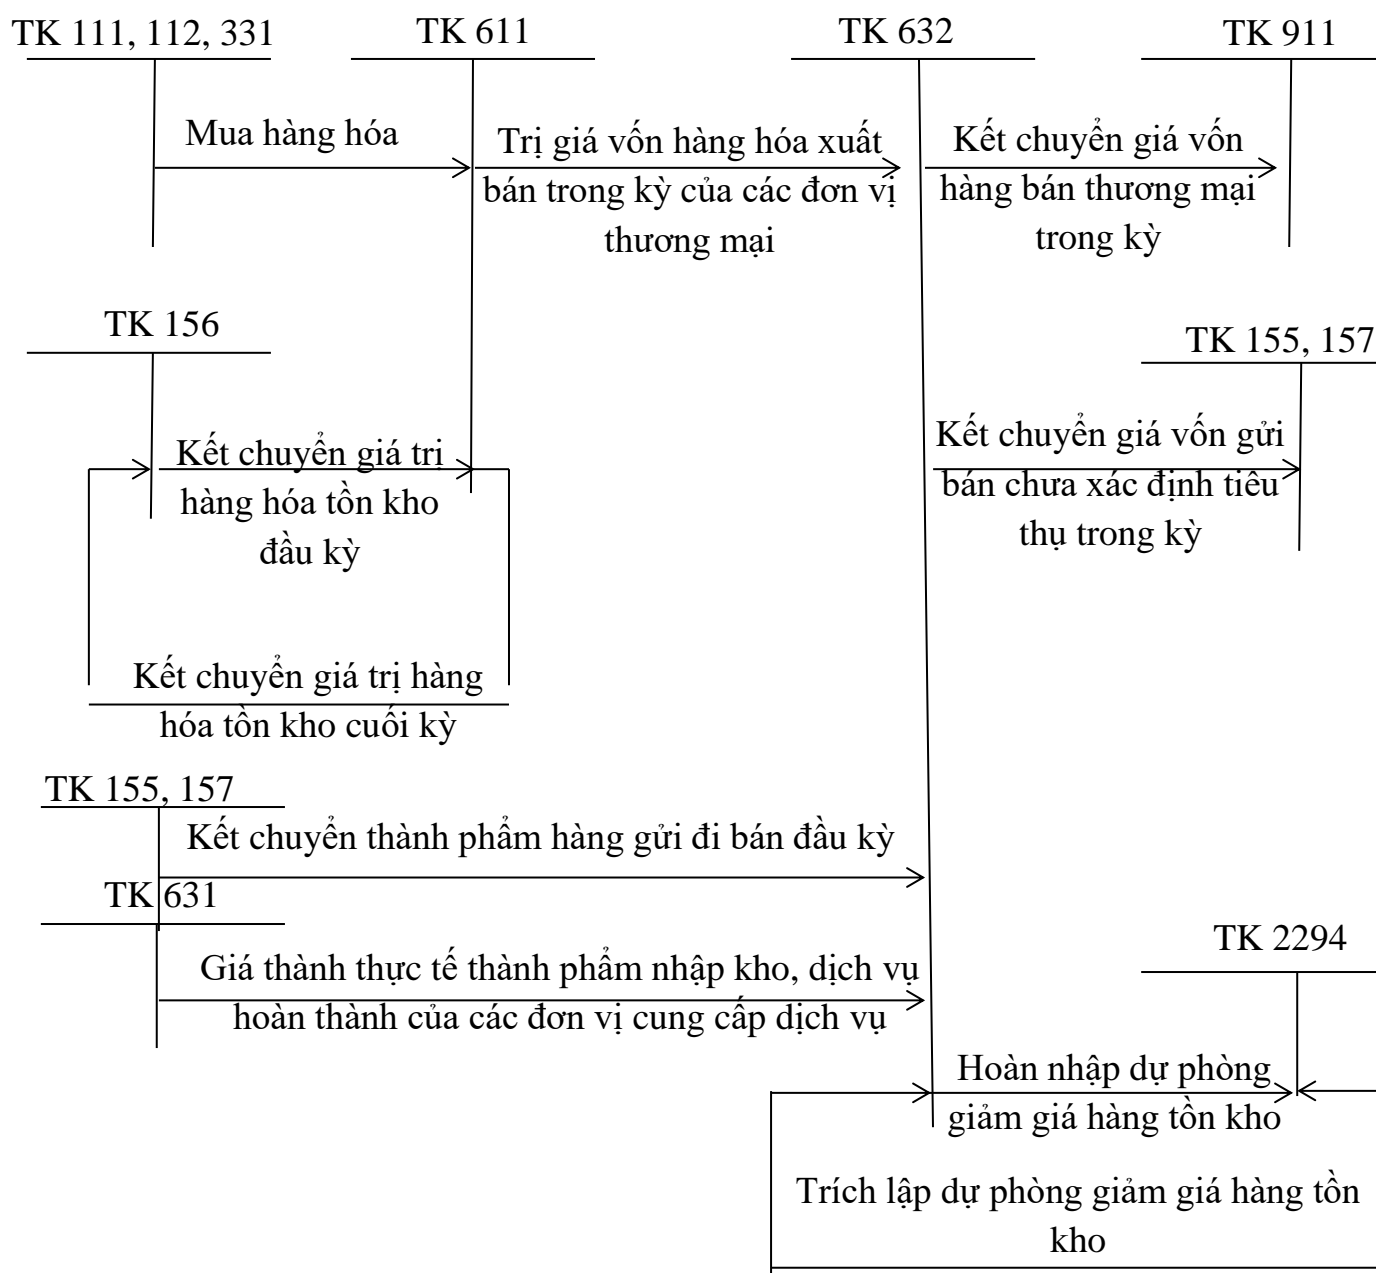 TK 111, 112, 331
TK 611
TK 632
TK 911
Mua hàng hóa
Trị giá vốn hàng hóa xuất
bán trong kỳ của các đơn vị
thương mại
Kết chuyển giá vốn
hàng bán thương mại
trong kỳ
TK 156
TK 155, 157
Kết chuyển giá trị
hàng hóa tồn kho
đầu kỳ
Kết chuyển giá vốn gửi
bán chưa xác định tiêu
thụ trong kỳ
Kết chuyển giá trị hàng
hóa tồn kho cuối kỳ
TK 155, 157
Kết chuyển thành phẩm hàng gửi đi bán đầu kỳ
TK 631
TK 2294
Giá thành thực tế thành phẩm nhập kho, dịch vụ
hoàn thành của các đơn vị cung cấp dịch vụ
Hoàn nhập dự phòng
giảm giá hàng tồn kho
Trích lập dự phòng giảm giá hàng tồn
kho